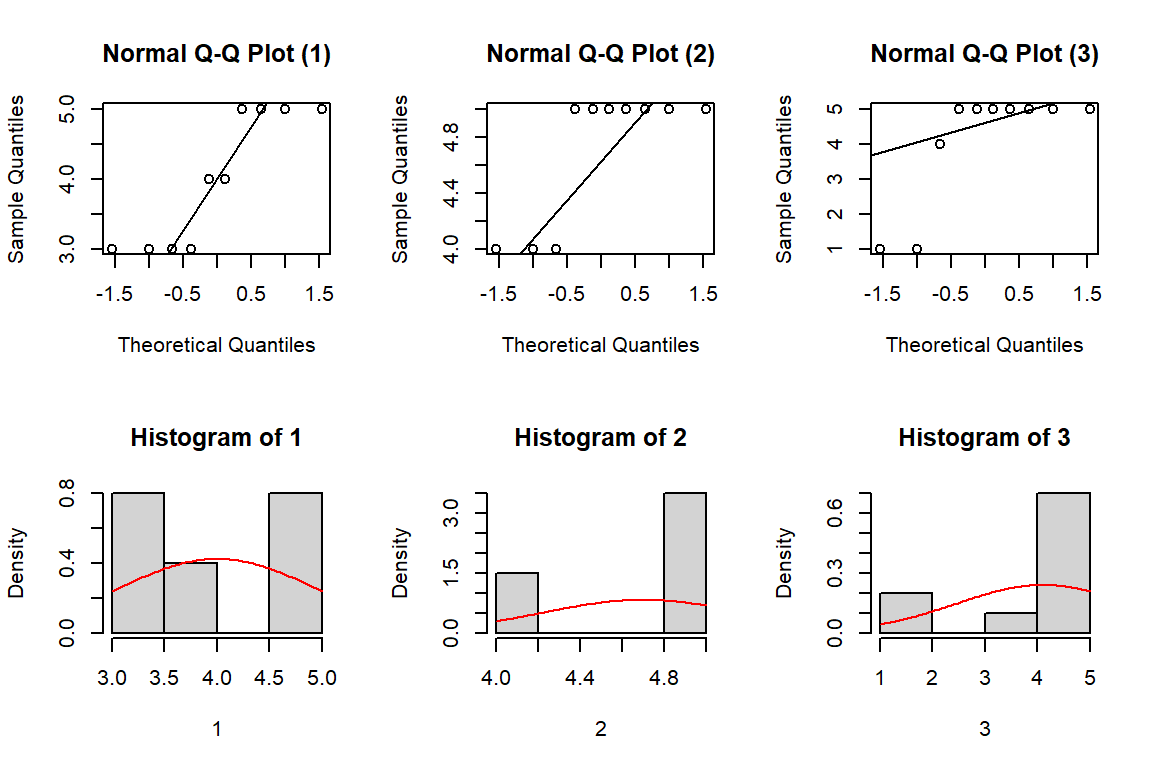 Normal Q-Q Plot (1)
Sample Quantiles
3.0 4.0 5.0
-1.5 -0.5 0.5 1.5
Theoretical Quantiles
Normal Q-Q Plot (2)
Sample Quantiles
4.0 4.4 4.8
-1.5 -0.5 0.5 1.5
Theoretical Quantiles
Normal Q-Q Plot (3)
Sample Quantiles
1 2 3 4 5
-1.5 -0.5 0.5 1.5
Theoretical Quantiles
Histogram of 1
Density
0.0 0.4 0.8
3.0 3.5 4.0 4.5 5.0
1
Histogram of 2
Density
0.0 1.5 3.0
4.0 4.4 4.8
2
Histogram of 3
Density
0.0 0.3 0.6
1 2 3 4 5
3